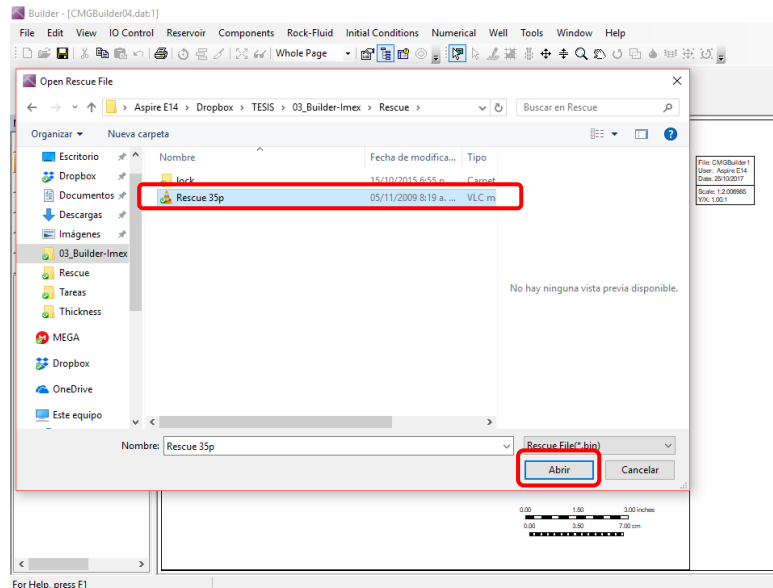 Builder - [CMGBuilder04.dat:1]
File Edit View IO Control Reservoir Components Rock-Fluid Initial Conditions Numerical Well Tools Window Help
Whole Page
Open Rescue File
Aspire E14 > Dropbox > TESIS > 03_Builder-Imex > Rescue >
Buscar en Rescue
Organizar Nueva carpeta
Nombre Fecha de modifica... Tipo
Escritorio
Dropbox
Documentos
Descargas
Imágenes
03_Builder-Imex
Rescue
Tareas
Thickness
MEGA
Dropbox
OneDrive
Este equipo
lock 15/10/2015 6:55 p. Carpet
Rescue 35p 05/11/2009 8:19 a. ... VLC m
No hay ninguna vista previa disponible.
Nombre: Rescue 35p
Rescue File(*.bin)
Abrir Cancelar
File: CMGBuilder1
User: Aspire E14
Date: 25/10/2017
Scale: 1:2.008985
Y/X: 1.00:1
0.00 1.50 3.00 inches
0.00 3.50 7.00 cm
For Help, press F1